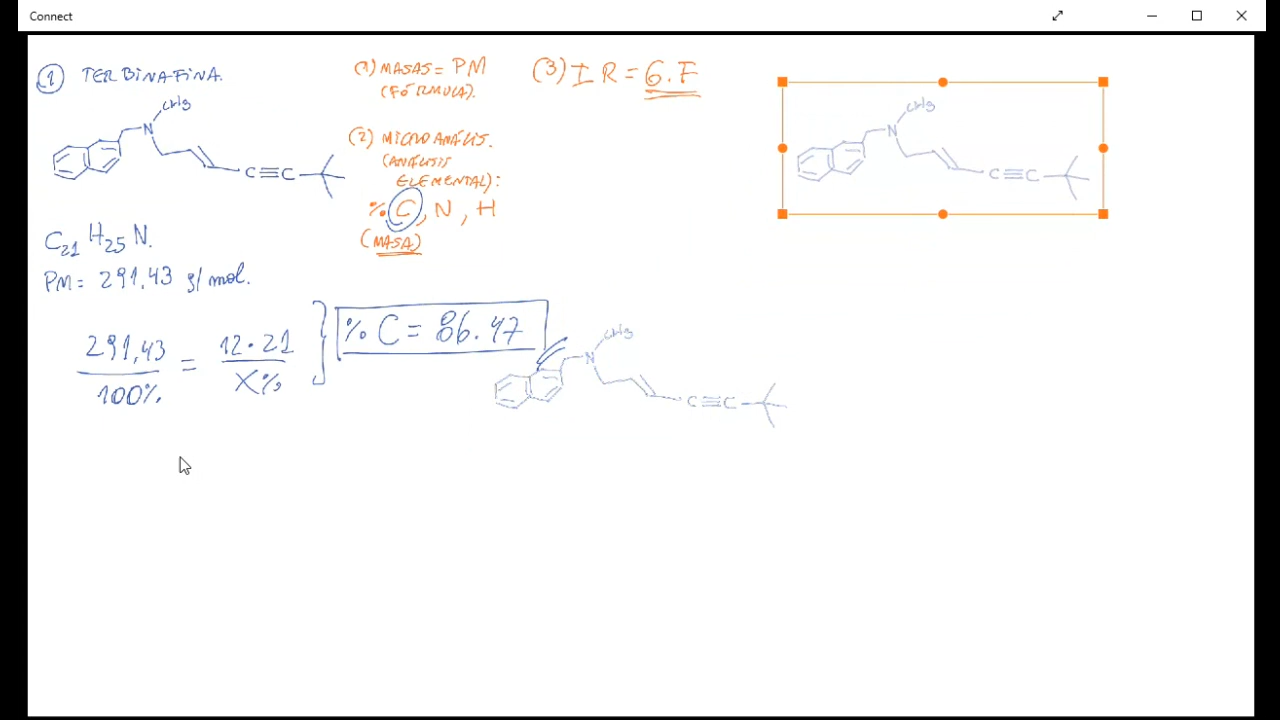 Connect
(1) TERBINAFINA.
CH3
N
C≡C
C21 H25 N.
PM= 291,43 g/mol.
291,43 / 100% = 12·21 / X%
% C = 86.47
(1) MASAS = PM
(FÓRMULA).
(2) MICROANÁLIS.
(ANÁLISIS
ELEMENTAL):
% C, N, H
(MASA)
(3) IR = G.F
CH3
N
C≡C
CH3
N
C≡C